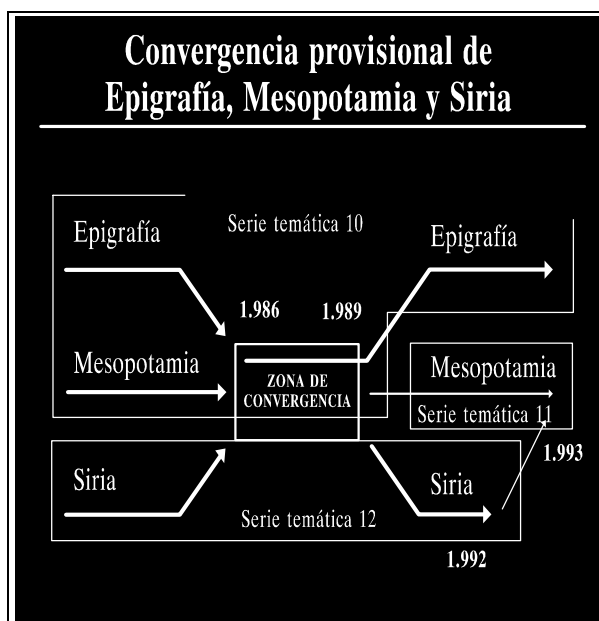 Convergencia provisional de
Epigrafía, Mesopotamia y Siria
Epigrafía
Serie temática 10
Epigrafía
1.986
1.989
Mesopotamia
ZONA DE
CONVERGENCIA
Mesopotamia
Serie temática 11
1.993
Siria
Siria
Serie temática 12
1.992